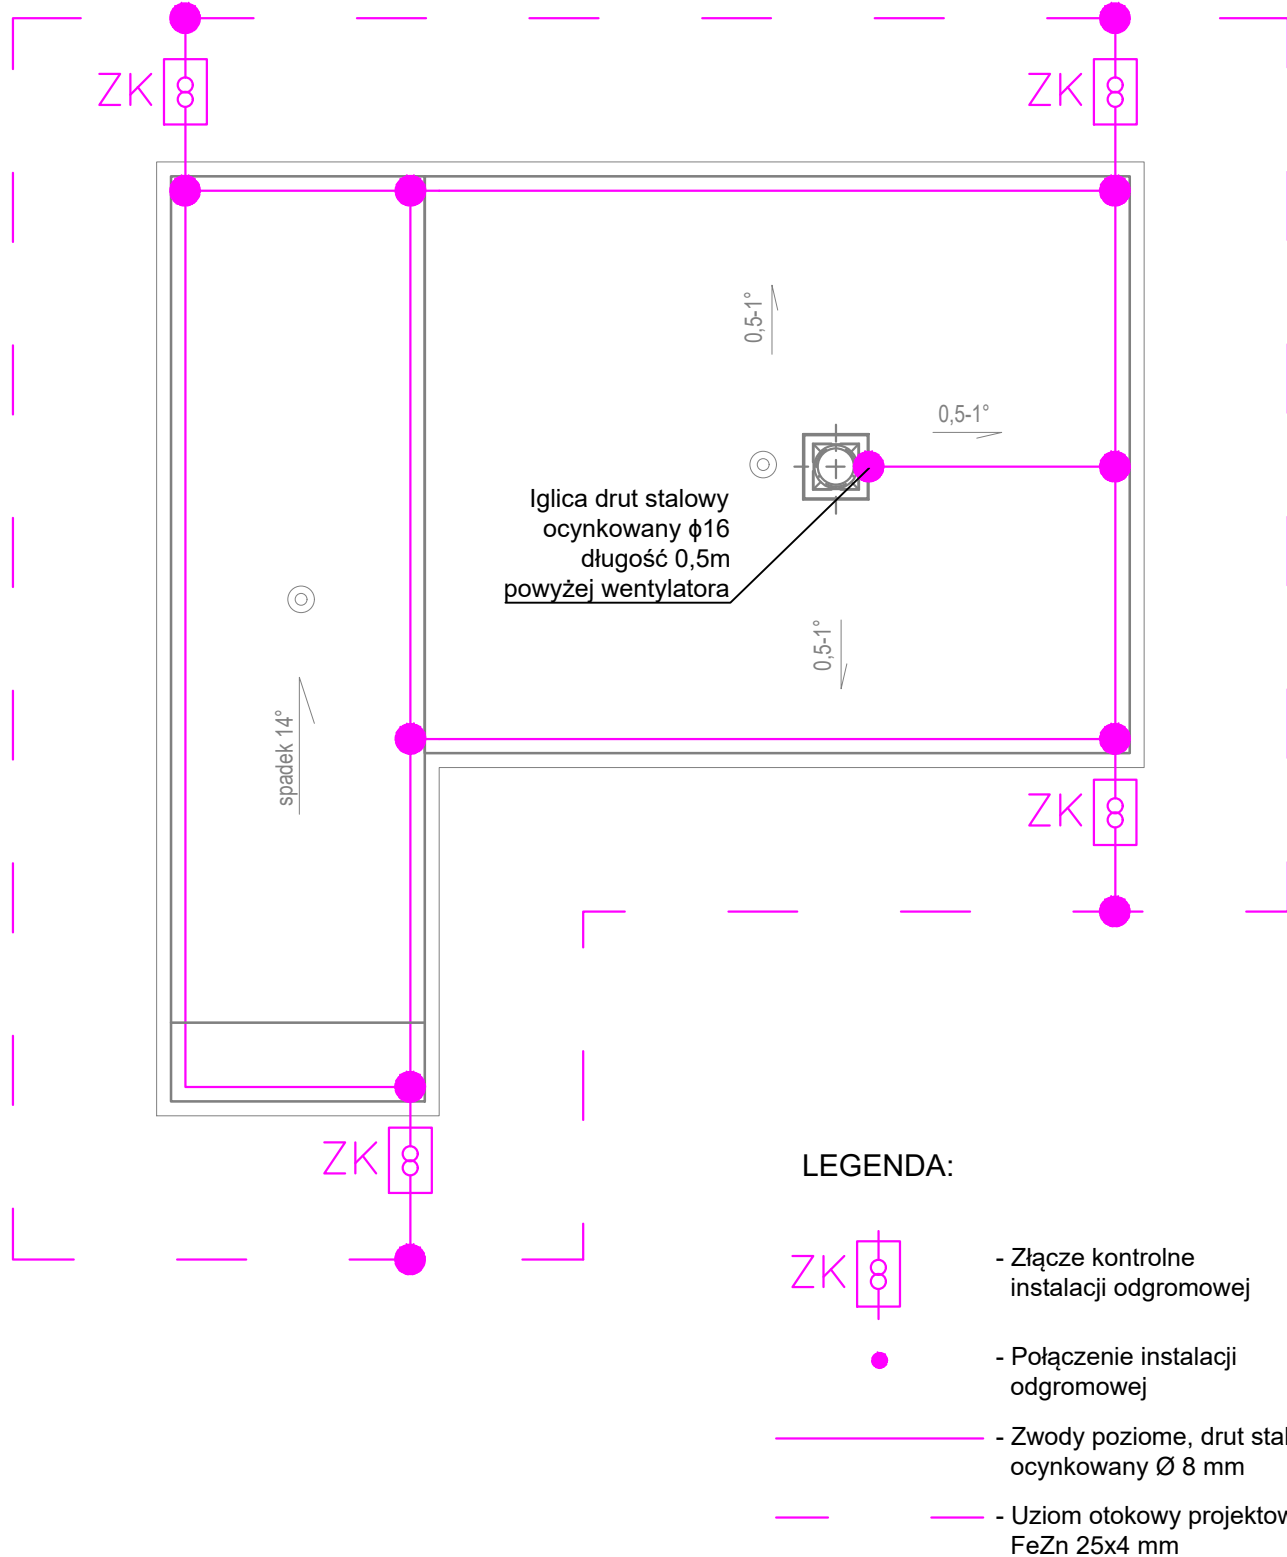 ZK
ZK
0,5-1°
0,5-1°
Iglica drut stalowy
ocynkowany ϕ16
długość 0,5m
powyżej wentylatora
0,5-1°
spadek 14°
ZK
ZK
LEGENDA:
ZK
- Złącze kontrolne
instalacji odgromowej
- Połączenie instalacji
odgromowej
- Zwody poziome, drut stal
ocynkowany Ø 8 mm
- Uziom otokowy projektow
FeZn 25x4 mm